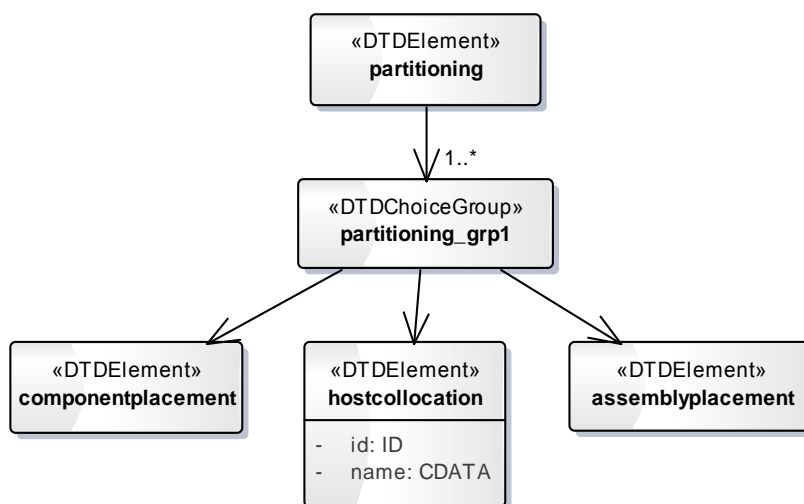 «DTDElement»
partitioning
1..*
«DTDChoiceGroup»
partitioning_grp1
«DTDElement»
componentplacement
«DTDElement»
hostcollocation
- id: ID
- name: CDATA
«DTDElement»
assemblyplacement